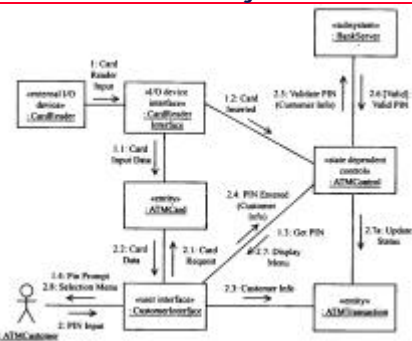 «subsystem»
: BankServer
1: Card
Reader
Input
«external I/O
device»
: CardReader
«I/O device
interface»
: CardReader
Interface
1.2: Card
Inserted
2.5: Validate PIN
(Customer Info)
2.6: [Valid]:
Valid PIN
1.1: Card
Input Data
«state dependent
control»
: ATMControl
«entity»
: ATMCard
2.4: PIN Entered
(Customer
Info)
1.3: Get PIN
2.7: Display
Menu
2.7a: Update
Status
2.2: Card
Data
2.1: Card
Request
1.4: Pin Prompt
2.8: Selection Menu
2: PIN Input
: ATMCustomer
«user interface»
: CustomerInterface
2.3: Customer Info
«entity»
: ATMTransaction